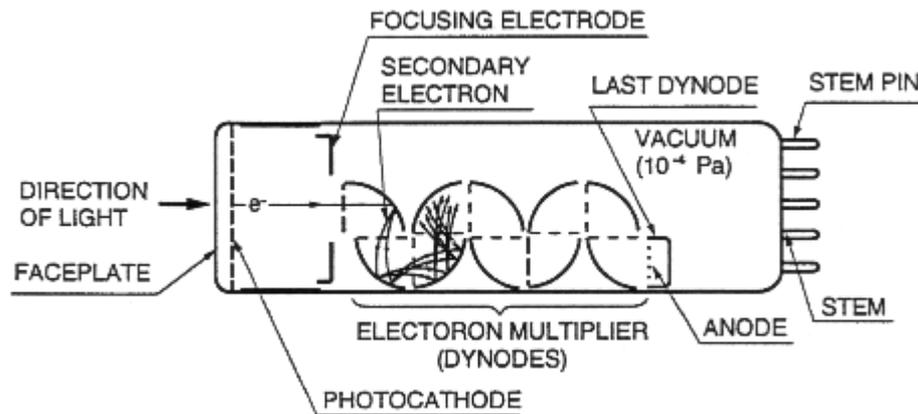 FOCUSING ELECTRODE
SECONDARY
ELECTRON
LAST DYNODE
STEM PIN
VACUUM
(10⁻⁴ Pa)
DIRECTION
OF LIGHT
e-
FACEPLATE
ELECTORON MULTIPLIER
(DYNODES)
ANODE
STEM
PHOTOCATHODE